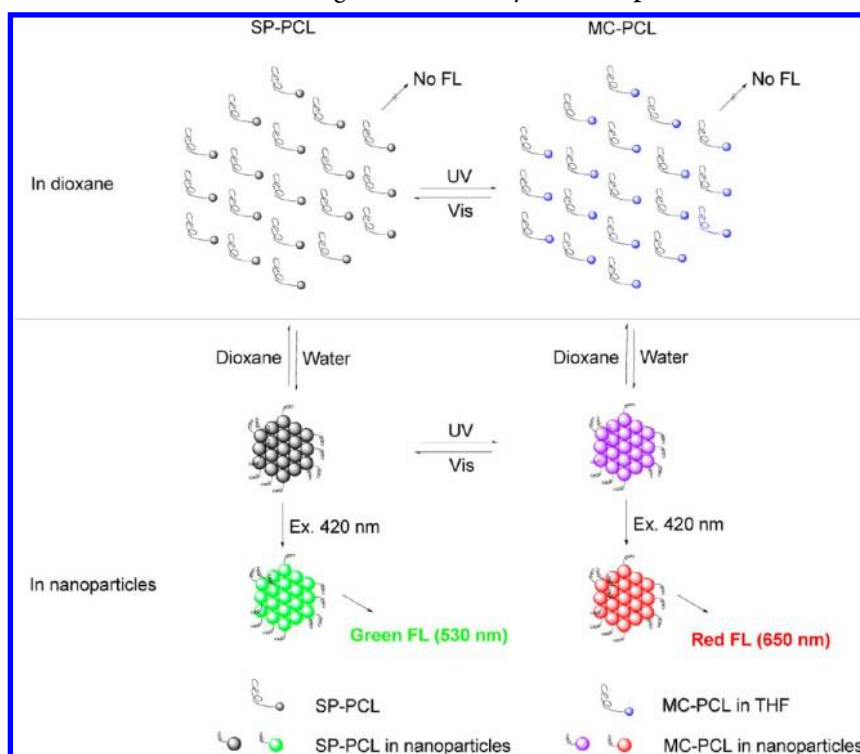 SP-PCL MC-PCL
No FL No FL
In dioxane
UV
Vis
Dioxane Water Dioxane Water
UV
Vis
Ex. 420 nm Ex. 420 nm
In nanoparticles
Green FL (530 nm) Red FL (650 nm)
SP-PCL MC-PCL in THF
SP-PCL in nanoparticles MC-PCL in nanoparticles